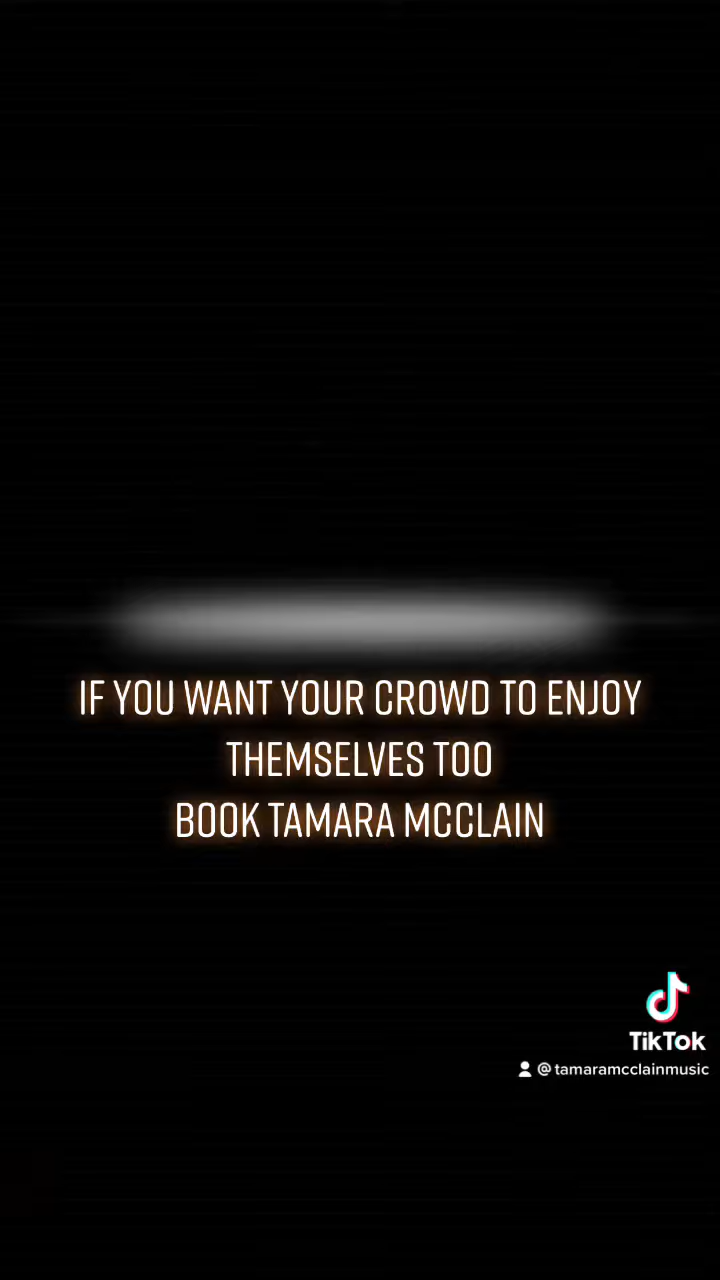 IF YOU WANT YOUR CROWD TO ENJOY
THEMSELVES TOO
BOOK TAMARA MCCLAIN
TikTok
@tamaramcclainmusic